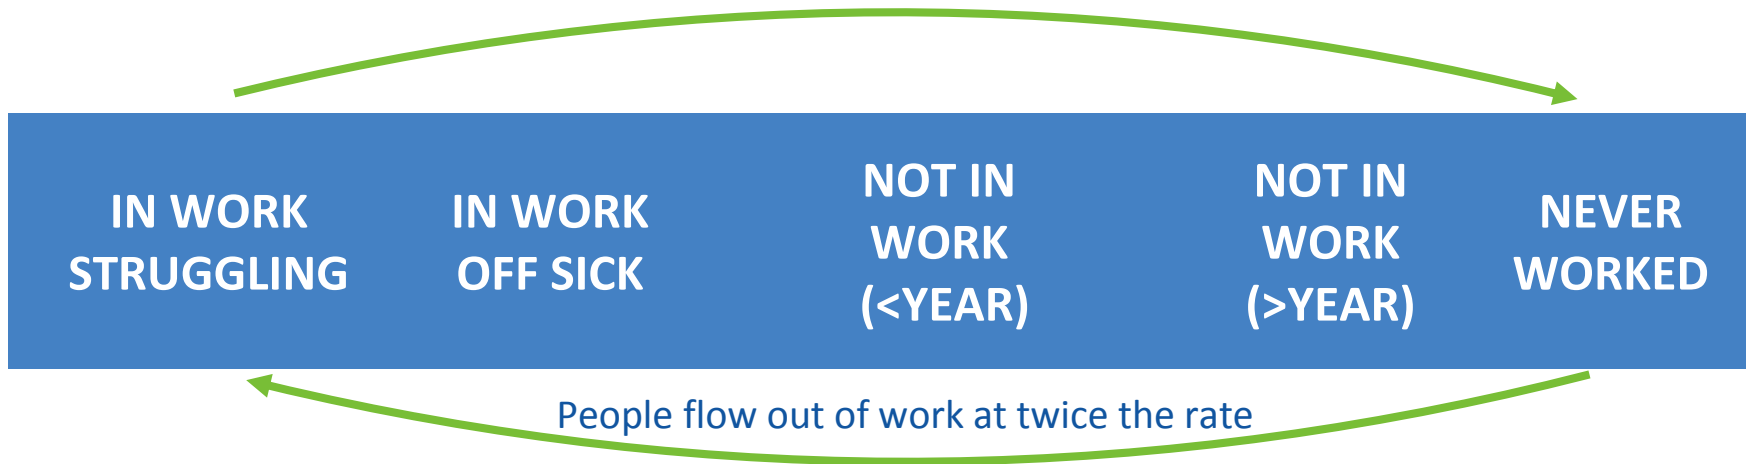 IN WORK
STRUGGLING
IN WORK
OFF SICK
NOT IN
WORK
(<YEAR)
NOT IN
WORK
(>YEAR)
NEVER
WORKED
People flow out of work at twice the rate